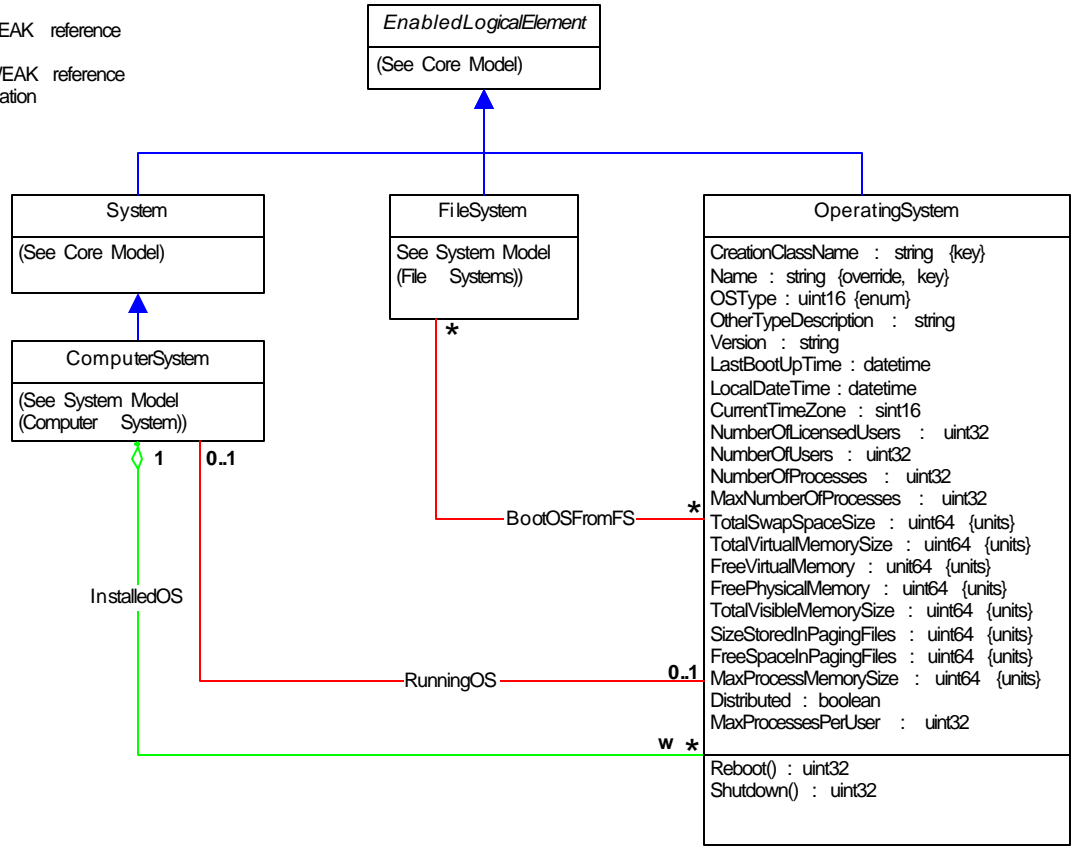 EAK reference
EAK reference
ation
EnabledLogicalElement
(See Core Model)
System
(See Core Model)
FileSystem
See System Model
(File Systems))
OperatingSystem
CreationClassName : string {key}
Name : string {override, key}
OSType : uint16 {enum}
OtherTypeDescription : string
Version : string
LastBootUpTime : datetime
LocalDateTime : datetime
CurrentTimeZone : sint16
NumberOfLicensedUsers : uint32
NumberOfUsers : uint32
NumberOfProcesses : uint32
MaxNumberOfProcesses : uint32
TotalSwapSpaceSize : uint64 {units}
TotalVirtualMemorySize : uint64 {units}
FreeVirtualMemory : unit64 {units}
FreePhysicalMemory : uint64 {units}
TotalVisibleMemorySize : uint64 {units}
SizeStoredInPagingFiles : uint64 {units}
FreeSpaceInPagingFiles : uint64 {units}
MaxProcessMemorySize : uint64 {units}
Distributed : boolean
MaxProcessesPerUser : uint32
Reboot() : uint32
Shutdown() : uint32
ComputerSystem
(See System Model
(Computer System))
*
1
0..1
BootOSFromFS
*
InstalledOS
RunningOS
0..1
w *